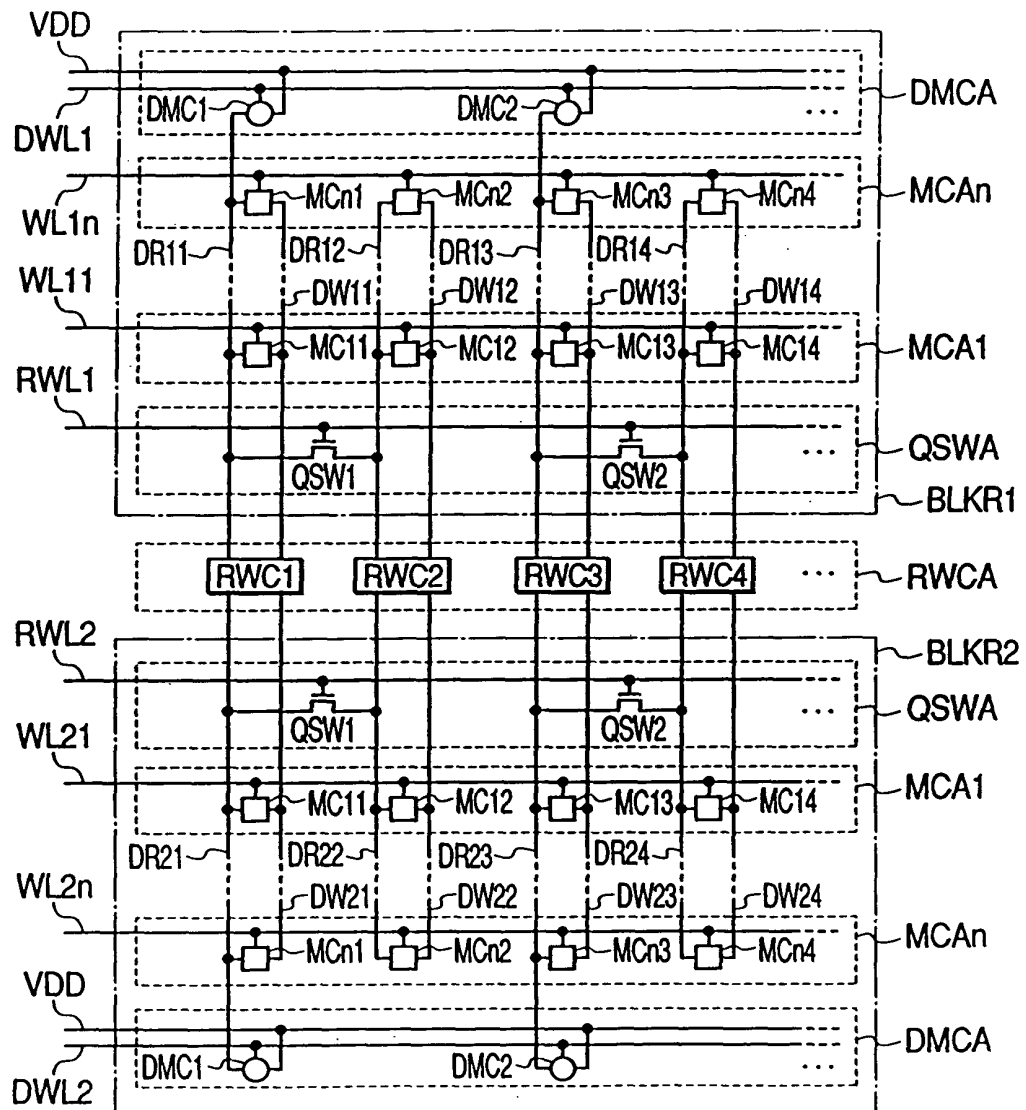 VDD
DMC1 DMC2 ... DMCA
DWL1
MCn1 MCn2 MCn3 MCn4 MCAn
WL1n
DR11 DR12 DR13 DR14
WL11
DW11 DW12 DW13 DW14
MC11 MC12 MC13 MC14 MCA1
RWL1
QSW1 QSW2 ... QSWA
BLKR1
RWC1 RWC2 RWC3 RWC4 ... RWCA
RWL2
BLKR2
QSW1 QSW2 ... QSWA
WL21
MC11 MC12 MC13 MC14 MCA1
DR21 DR22 DR23 DR24
WL2n
DW21 DW22 DW23 DW24
MCn1 MCn2 MCn3 MCn4 MCAn
VDD
DMC1 DMC2 ... DMCA
DWL2